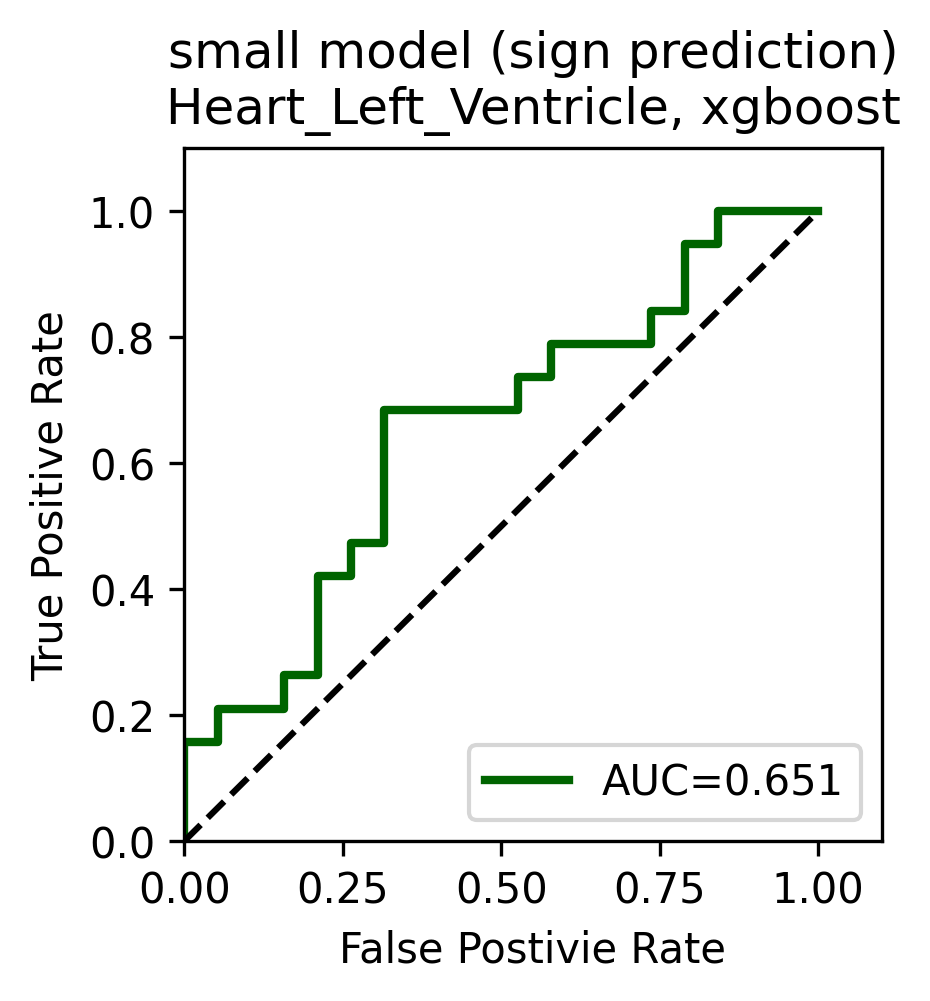 small model (sign prediction)
Heart_Left_Ventricle, xgboost
1.0
0.8
0.6
0.4
0.2
0.0
True Positive Rate
AUC=0.651
0.00 0.25 0.50 0.75 1.00
False Postivie Rate